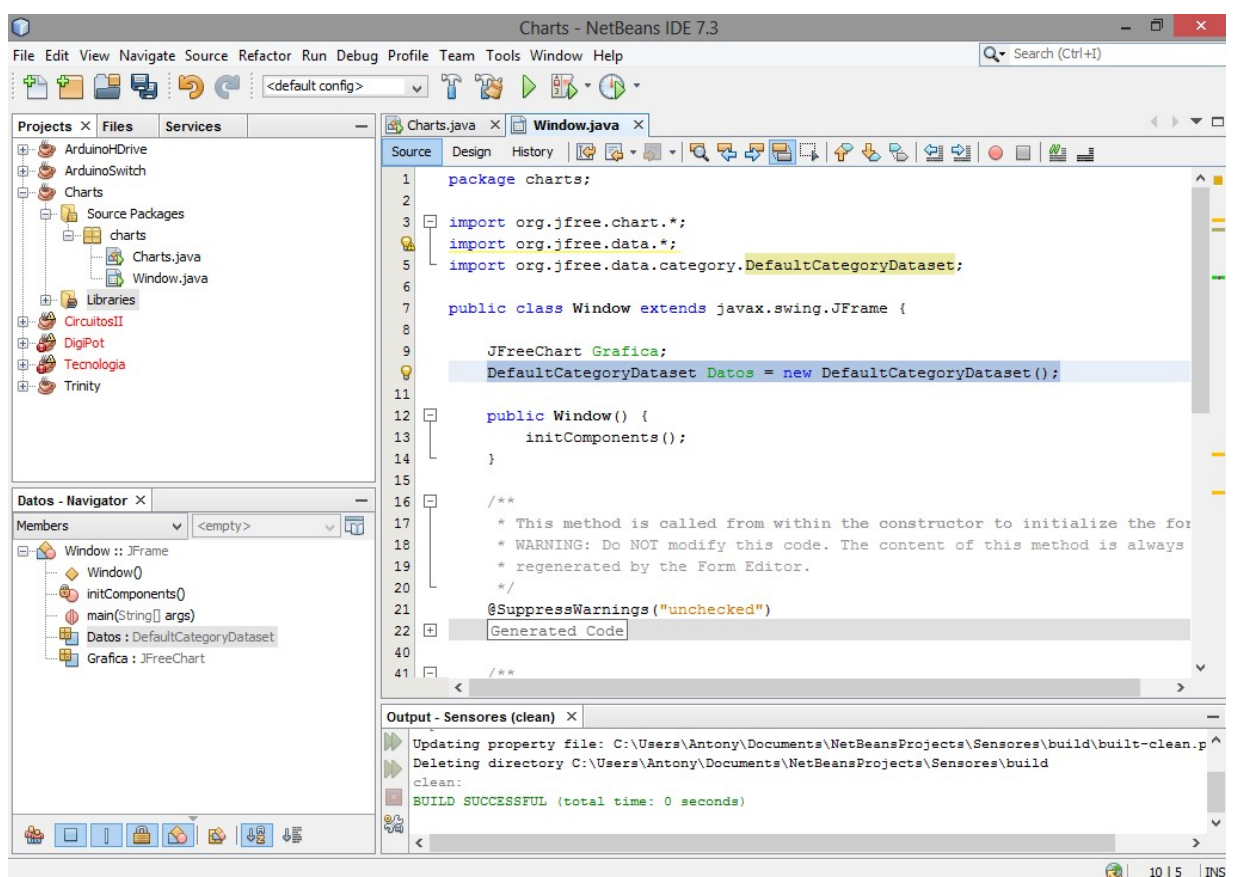 Charts - NetBeans IDE 7.3
File Edit View Navigate Source Refactor Run Debug Profile Team Tools Window Help
Search (Ctrl+I)
<default config>
Projects Files Services
ArduinoHDrive
ArduinoSwitch
Charts
Source Packages
charts
Charts.java
Window.java
Libraries
CircuitosII
DigiPot
Tecnologia
Trinity
Datos - Navigator
Members <empty>
Window :: JFrame
Window()
initComponents()
main(String[] args)
Datos : DefaultCategoryDataset
Grafica : JFreeChart
Charts.java Window.java
Source Design History
1 package charts;
2
3 import org.jfree.chart.*;
import org.jfree.data.*;
5 import org.jfree.data.category.DefaultCategoryDataset;
6
7 public class Window extends javax.swing.JFrame {
8
9 JFreeChart Grafica;
DefaultCategoryDataset Datos = new DefaultCategoryDataset();
11
12 public Window() {
13 initComponents();
14 }
15
16 /**
17 * This method is called from within the constructor to initialize the for
18 * WARNING: Do NOT modify this code. The content of this method is always
19 * regenerated by the Form Editor.
20 */
21 @SuppressWarnings("unchecked")
22 Generated Code
40
41 /**
Output - Sensores (clean)
Updating property file: C:\Users\Antony\Documents\NetBeansProjects\Sensores\build\built-clean.p
Deleting directory C:\Users\Antony\Documents\NetBeansProjects\Sensores\build
clean:
BUILD SUCCESSFUL (total time: 0 seconds)
10 | 5 INS